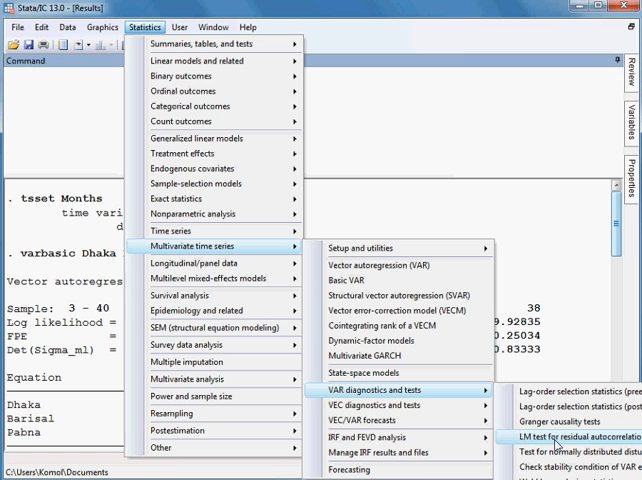 Stata/IC 13.0 - [Results]
File Edit Data Graphics Statistics User Window Help
Command
Review
Variables
Properties
Summaries, tables, and tests
Linear models and related
Binary outcomes
Ordinal outcomes
Categorical outcomes
Count outcomes
Generalized linear models
Treatment effects
Endogenous covariates
Sample-selection models
Exact statistics
Nonparametric analysis
Time series
Multivariate time series
Longitudinal/panel data
Multilevel mixed-effects models
Survival analysis
Epidemiology and related
SEM (structural equation modeling)
Survey data analysis
Multiple imputation
Multivariate analysis
Power and sample size
Resampling
Postestimation
Other
Setup and utilities
Vector autoregression (VAR)
Basic VAR
Structural vector autoregression (SVAR)
Vector error-correction model (VECM)
Cointegrating rank of a VECM
Dynamic-factor models
Multivariate GARCH
State-space models
VAR diagnostics and tests
VEC diagnostics and tests
VEC/VAR forecasts
IRF and FEVD analysis
Manage IRF results and files
Forecasting
Lag-order selection statistics (pree
Lag-order selection statistics (post
Granger causality tests
LM test for residual autocorrelatio
Test for normally distributed distu
Check stability condition of VAR e
. tsset Months
time vari
d
. varbasic Dhaka
Vector autoregres
Sample: 3 - 40
Log likelihood =
FPE =
Det(Sigma_ml) =
38
9.92835
0.25034
0.83333
Equation
Dhaka
Barisal
Pabna
C:\Users\Komol\Documents